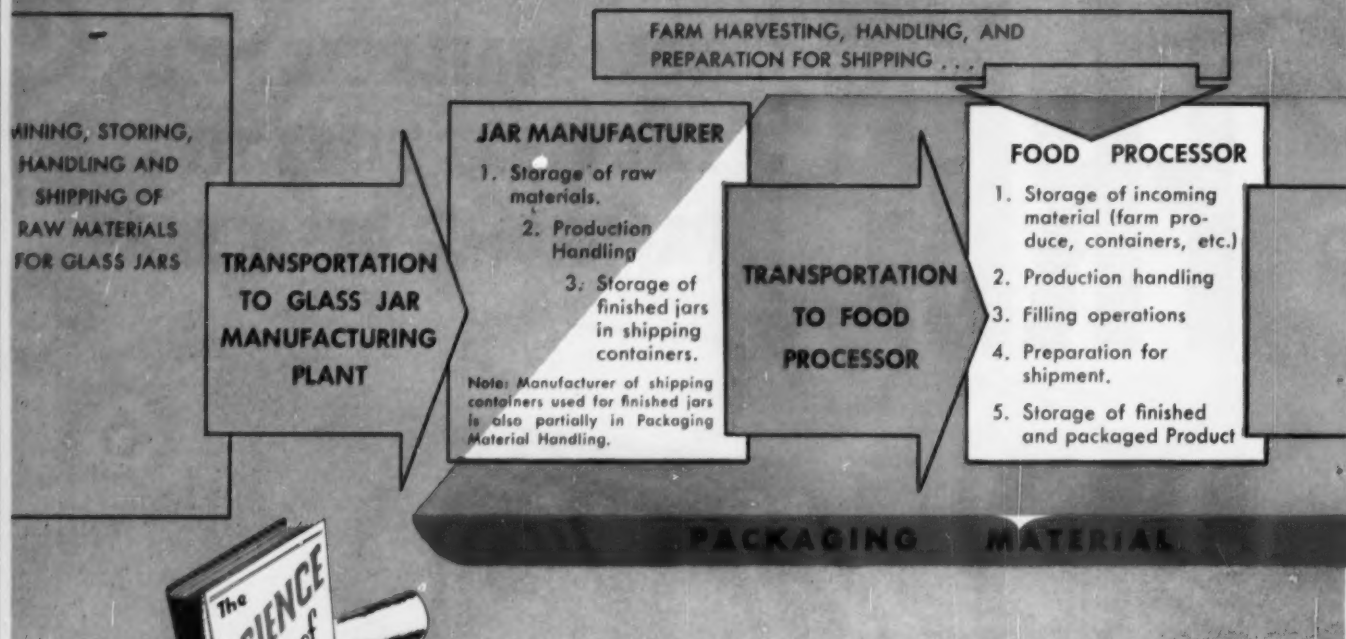 FARM HARVESTING, HANDLING, AND
PREPARATION FOR SHIPPING . . .
MINING, STORING,
HANDLING AND
SHIPPING OF
RAW MATERIALS
FOR GLASS JARS
TRANSPORTATION
TO GLASS JAR
MANUFACTURING
PLANT
JAR MANUFACTURER
1. Storage of raw
materials.
2. Production
Handling
3. Storage of
finished jars
in shipping
containers.
Note: Manufacturer of shipping
containers used for finished jars
is also partially in Packaging
Material Handling.
TRANSPORTATION
TO FOOD
PROCESSOR
FOOD PROCESSOR
1. Storage of incoming
material (farm pro-
duce, containers, etc.)
2. Production handling
3. Filling operations
4. Preparation for
shipment.
5. Storage of finished
and packaged Product
PACKAGING MATERIAL
The
of